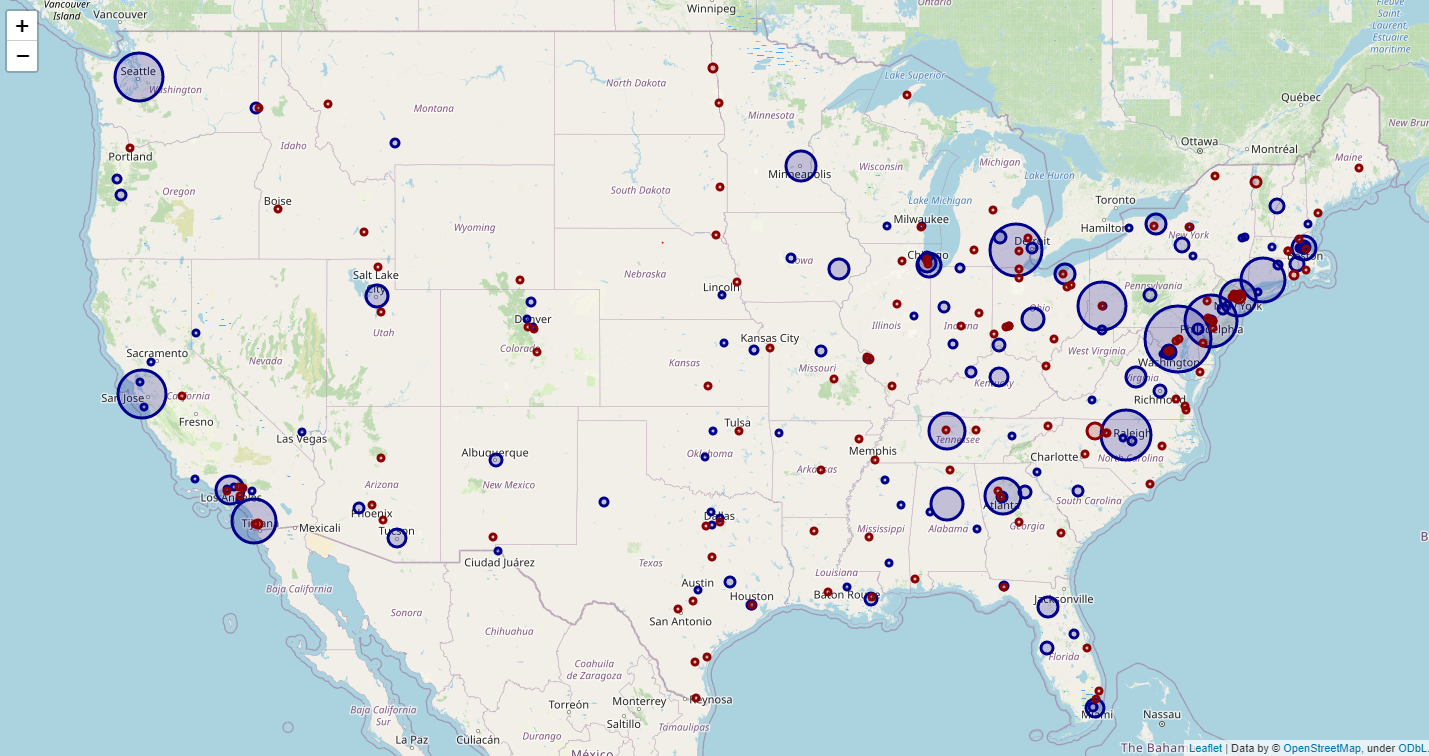 +
−
Vancouver
Island
Vancouver
Winnipeg
Ontario
Fleuve
Saint-
Laurent,
Estuaire
maritime
Seattle
Washington
Lake Superior
North Dakota
Montana
Minnesota
Québec
Ottawa
Montréal
New Brun
Portland
Idaho
Oregon
Boise
South Dakota
Minneapolis
Wisconsin
Michigan
Lake Huron
Maine
Toronto
Lake Michigan
Wyoming
Milwaukee
Hamilton
New York
Detroit
Chicago
Boston
Iowa
Salt Lake
City
Nebraska
Lincoln
Pennsylvania
New York
Ohio
Illinois
Indiana
Denver
Utah
Colorado
Philadelphia
Sacramento
Nevada
Kansas City
Kansas
Missouri
West Virginia
Washington
San Jose
California
Kentucky
Virginia
Richmond
Fresno
Las Vegas
Tulsa
Oklahoma
Tennessee
Raleigh
North Carolina
Albuquerque
New Mexico
Memphis
Charlotte
Arkansas
Arizona
Los Angeles
South Carolina
Phoenix
Atlanta
Georgia
Tijuana
Mexicali
Tucson
Dallas
Mississippi
Alabama
Ciudad Juárez
Texas
Louisiana
Austin
Houston
Baton Rouge
Jacksonville
Baja California
Sonora
San Antonio
Chihuahua
Florida
Coahuila
de Zaragoza
Reynosa
Monterrey
Torreón
Saltillo
Baja California
Sur
Tamaulipas
Miami
Nassau
La Paz
Culiacán
Durango
México
B
The Baham
Leaflet | Data by © OpenStreetMap, under ODbL.